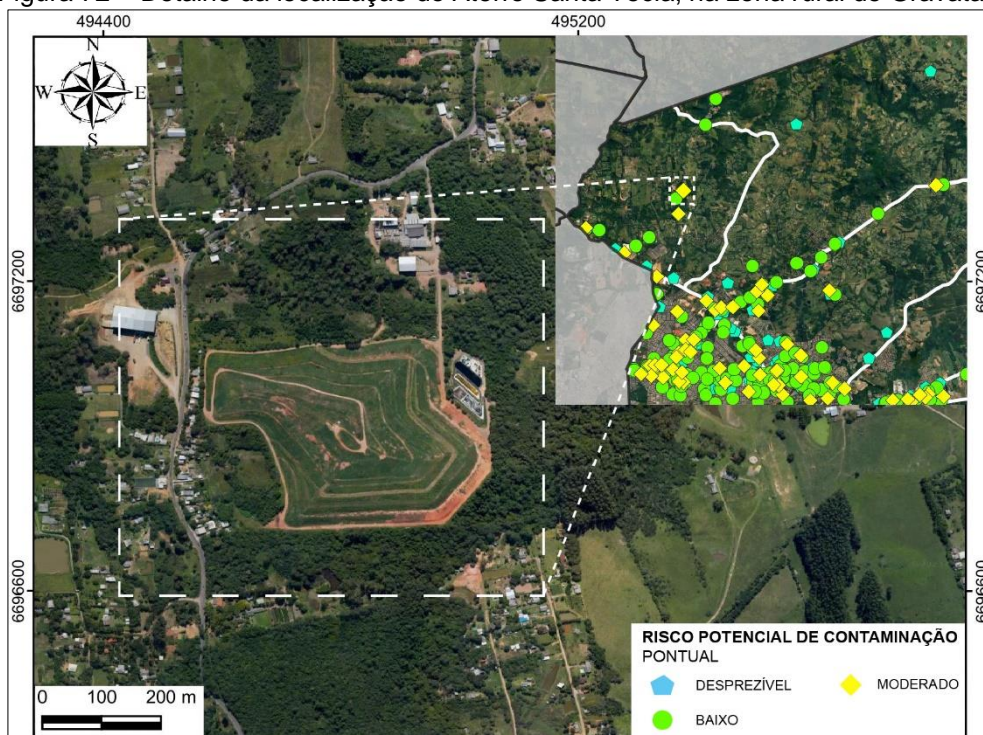 494400 495200
N
W E
S
6697200 6697200
6696600 6696600
0 100 200 m
RISCO POTENCIAL DE CONTAMINAÇÃO
PONTUAL
DESPREZÍVEL MODERADO
BAIXO